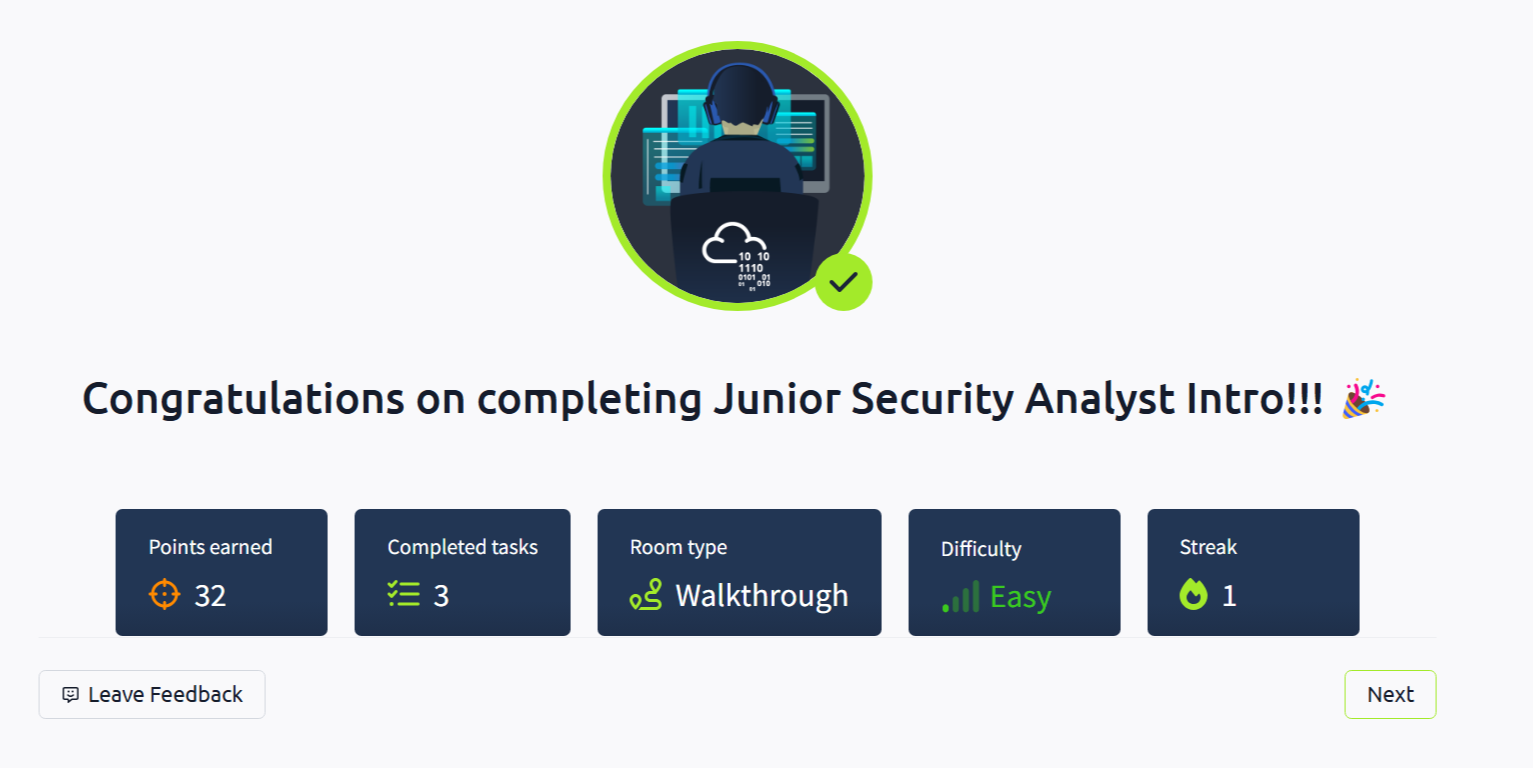 10 10
1110
0101 01
01 010
01
Congratulations on completing Junior Security Analyst Intro!!! 🎉
Points earned
32
Completed tasks
3
Room type
Walkthrough
Difficulty
Easy
Streak
1
Leave Feedback
Next